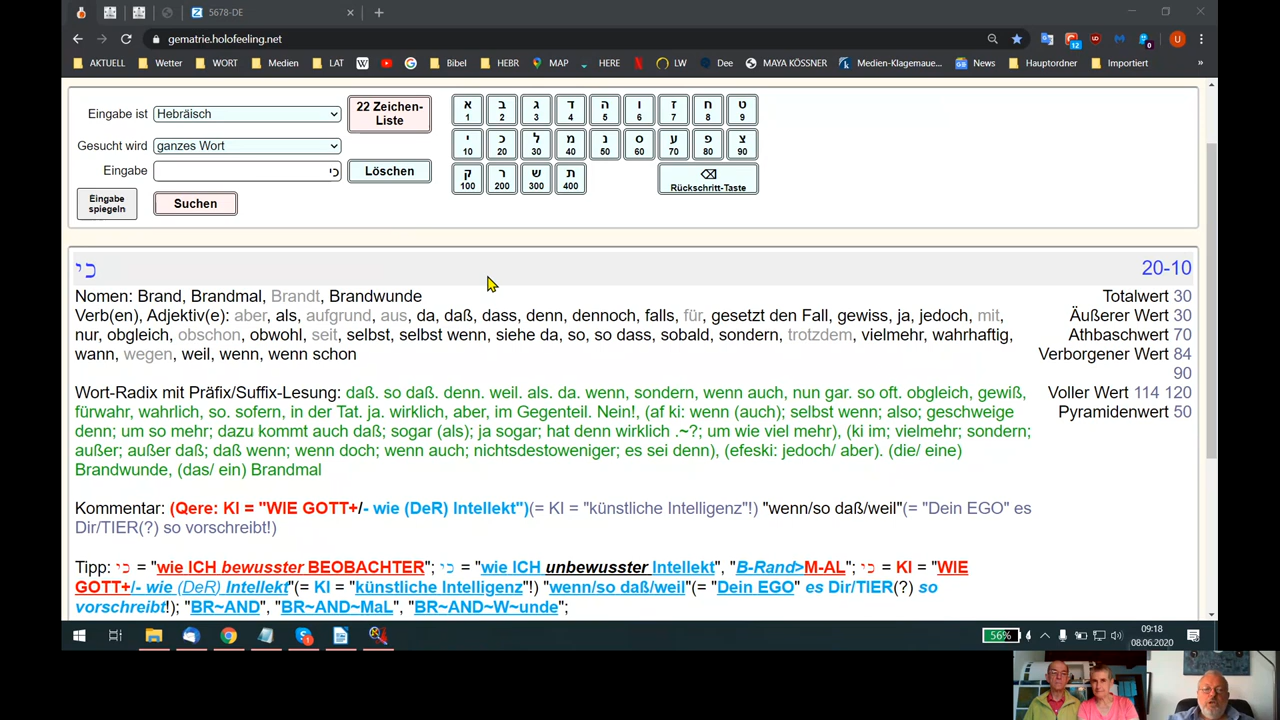 5678-DE
gematrie.holofeeling.net
AKTUELL Wetter WORT Medien LAT Bibel HEBR MAP HERE LW Dee MAYA KÖSSNER Medien-Klagemaue... News Hauptordner Importiert »
Eingabe ist Hebräisch
22 Zeichen-Liste
Gesucht wird ganzes Wort
Eingabe כי
Löschen
Eingabe spiegeln
Suchen
א ב ג ד ה ו ז ח ט
1 2 3 4 5 6 7 8 9
י כ ל מ נ ס ע פ צ
10 20 30 40 50 60 70 80 90
ק ר ש ת
100 200 300 400
Rückschritt-Taste
כי 20-10
Nomen: Brand, Brandmal, Brandt, Brandwunde
Verb(en), Adjektiv(e): aber, als, aufgrund, aus, da, daß, dass, denn, dennoch, falls, für, gesetzt den Fall, gewiss, ja, jedoch, mit,
nur, obgleich, obschon, obwohl, seit, selbst, selbst wenn, siehe da, so, so dass, sobald, sondern, trotzdem, vielmehr, wahrhaftig,
wann, wegen, weil, wenn, wenn schon
Totalwert 30
Äußerer Wert 30
Athbaschwert 70
Verborgener Wert 84
90
Voller Wert 114 120
Pyramidenwert 50
Wort-Radix mit Präfix/Suffix-Lesung: daß. so daß. denn. weil. als. da. wenn, sondern, wenn auch, nun gar. so oft. obgleich, gewiß,
fürwahr, wahrlich, so. sofern, in der Tat. ja. wirklich, aber, im Gegenteil. Nein!, (af ki: wenn (auch); selbst wenn; also; geschweige
denn; um so mehr; dazu kommt auch daß; sogar (als); ja sogar; hat denn wirklich .~?; um wie viel mehr), (ki im; vielmehr; sondern;
außer; außer daß; daß wenn; wenn doch; wenn auch; nichtsdestoweniger; es sei denn), (efeski: jedoch/ aber). (die/ eine)
Brandwunde, (das/ ein) Brandmal
Kommentar: (Qere: KI = "WIE GOTT+/- wie (DeR) Intellekt")(= KI = "künstliche Intelligenz"!) "wenn/so daß/weil"(= "Dein EGO" es
Dir/TIER(?) so vorschreibt!)
Tipp: כי = "wie ICH bewusster BEOBACHTER"; כי = "wie ICH unbewusster Intellekt", "B-Rand>M-AL"; כי = KI = "WIE
GOTT+/- wie (DeR) Intellekt"(= KI = "künstliche Intelligenz"!) "wenn/so daß/weil"(= "Dein EGO" es Dir/TIER(?) so
vorschreibt!); "BR~AND", "BR~AND~MaL", "BR~AND~W~unde";
56%
09:18
08.06.2020